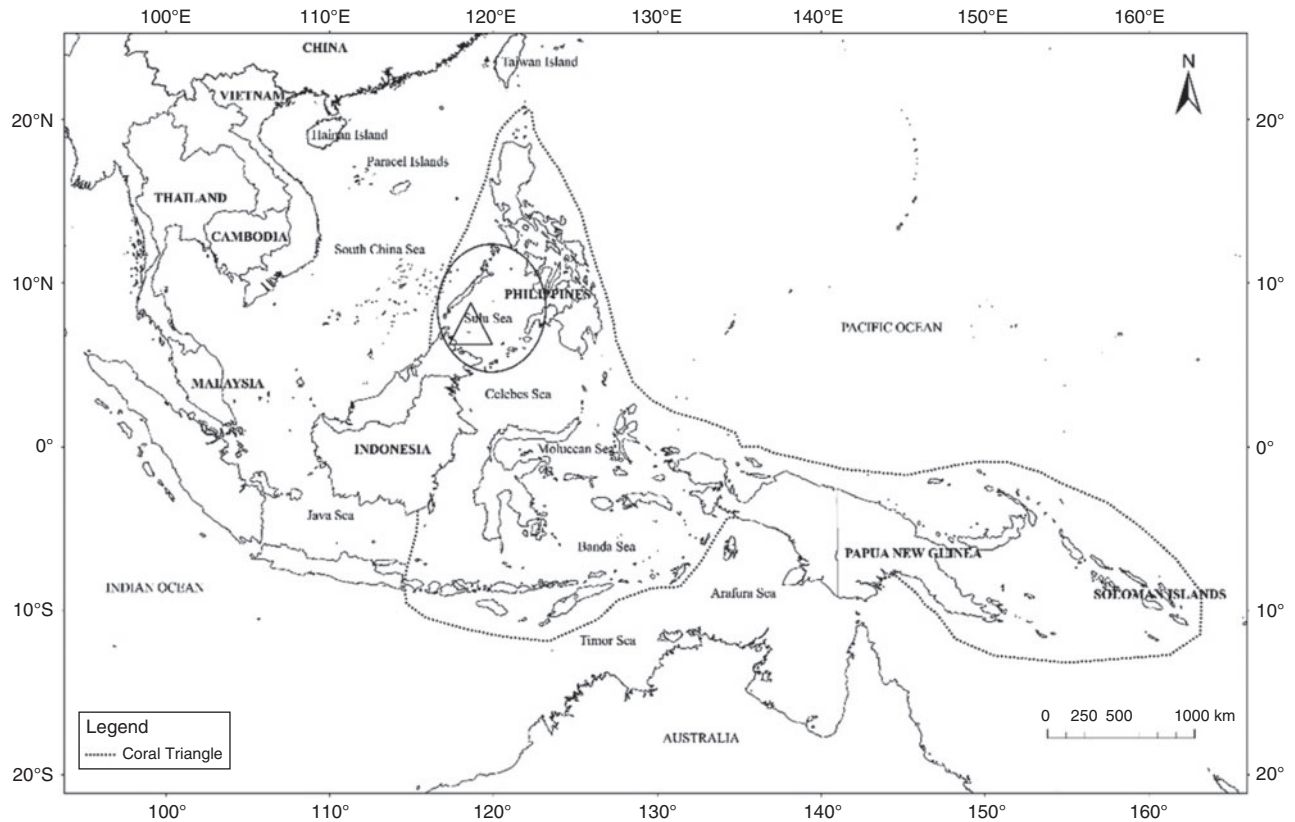 100°E 110°E 120°E 130°E 140°E 150°E 160°E
CHINA
Taiwan Island
N
VIETNAM
20°N 20°
Hainan Island
Paracel Islands
THAILAND
CAMBODIA
South China Sea
10°N 10°
PHILIPPINES
Sulu Sea
PACIFIC OCEAN
MALAYSIA
Celebes Sea
0° 0°
INDONESIA
Moluccan Sea
Java Sea
Banda Sea
PAPUA NEW GUINEA
INDIAN OCEAN
Arafura Sea
SOLOMAN ISLANDS
10°S 10°
Timor Sea
Legend
Coral Triangle
0 250 500 1000 km
AUSTRALIA
20°S 20°
100° 110° 120° 130° 140° 150° 160°